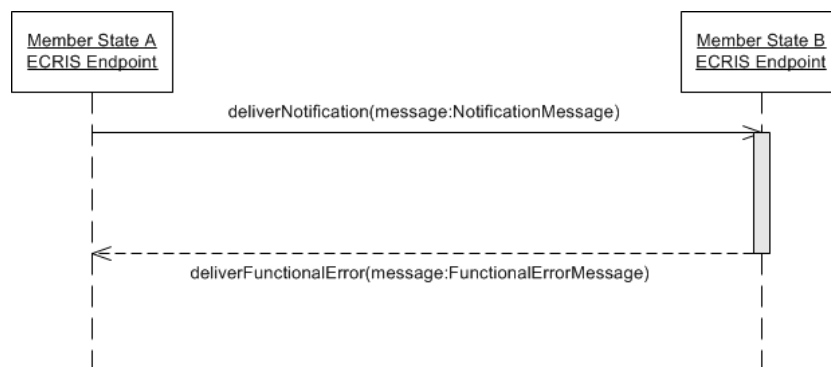 Member State A
ECRIS Endpoint
Member State B
ECRIS Endpoint
deliverNotification(message:NotificationMessage)
deliverFunctionalError(message:FunctionalErrorMessage)